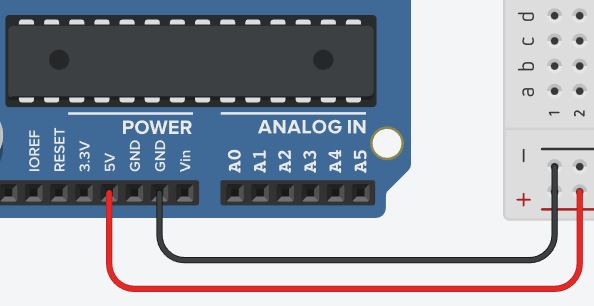 POWER
ANALOG IN
IOREF
RESET
3.3V
5V
GND
GND
Vin
A0
A1
A2
A3
A4
A5
d
c
b
a
1
2
−
+